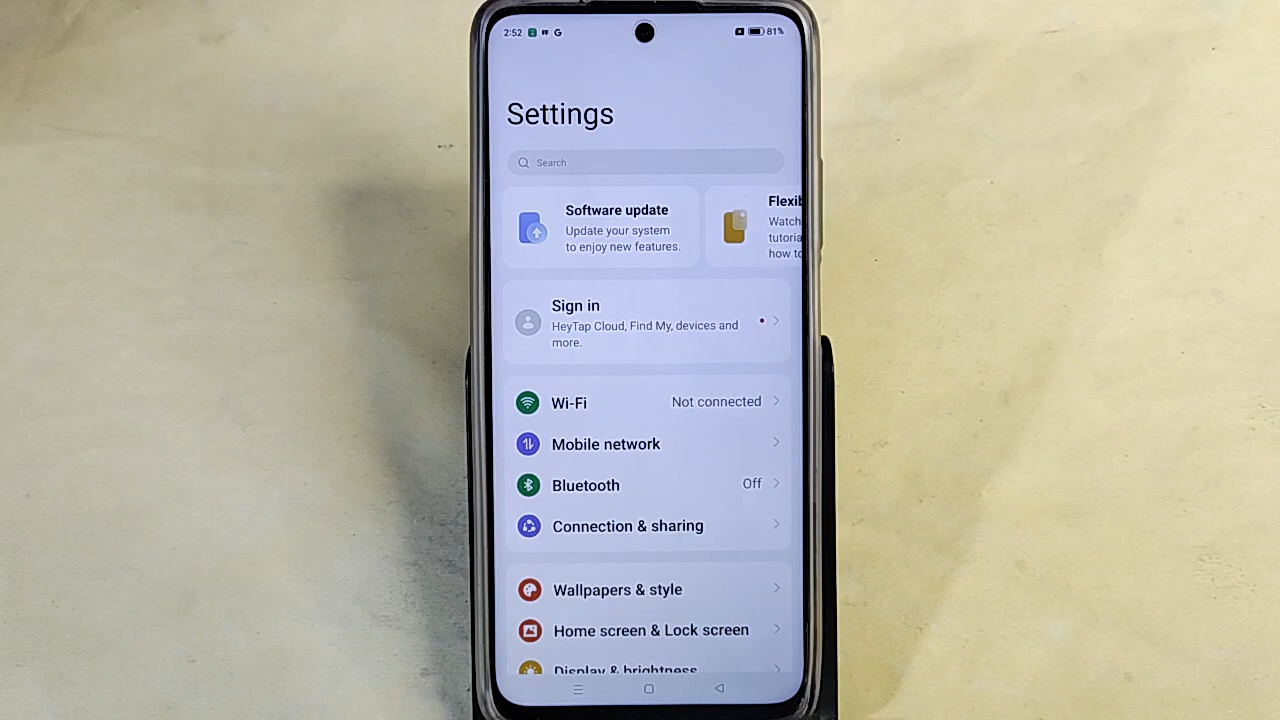 2:52
81%
Settings
Search
Software update
Update your system
to enjoy new features.
Flexib
Watch
tutoria
how to
Sign in
HeyTap Cloud, Find My, devices and
more.
Wi-Fi Not connected
Mobile network
Bluetooth Off
Connection & sharing
Wallpapers & style
Home screen & Lock screen
Display & brightness